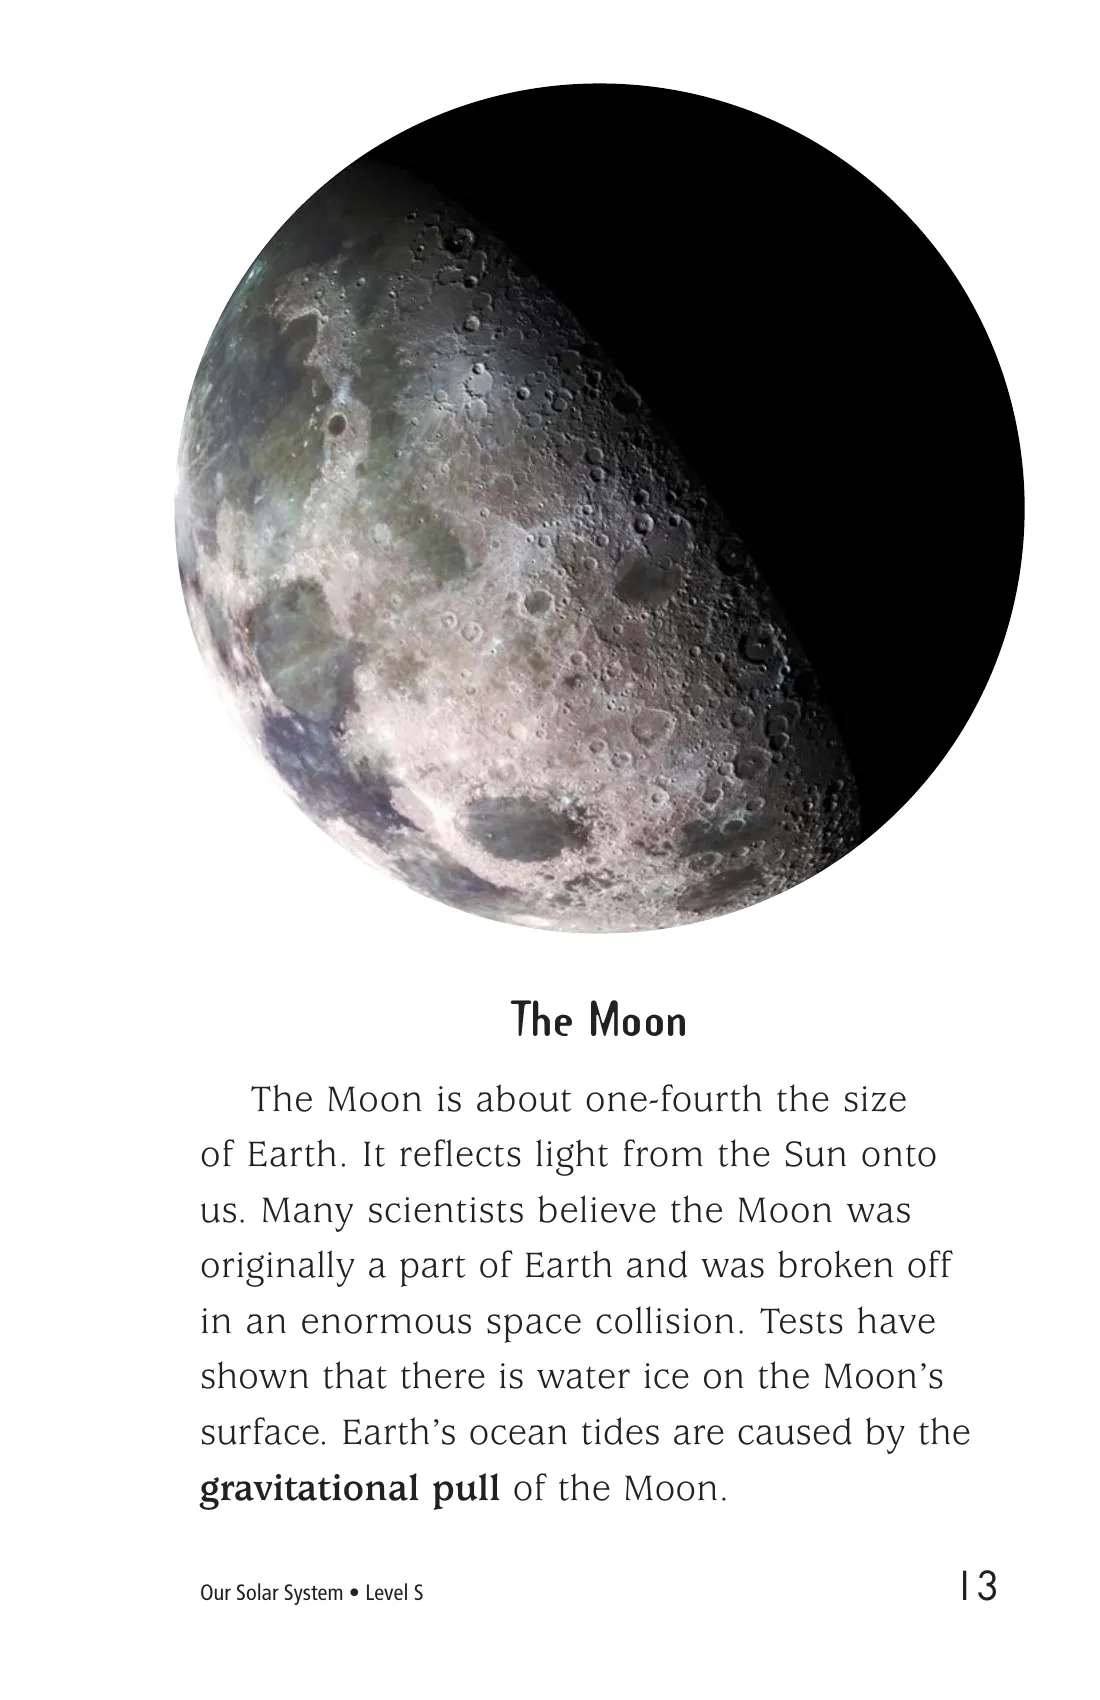 The Moon
The Moon is about one-fourth the size
of Earth. It reflects light from the Sun onto
us. Many scientists believe the Moon was
originally a part of Earth and was broken off
in an enormous space collision. Tests have
shown that there is water ice on the Moon’s
surface. Earth’s ocean tides are caused by the
gravitational pull of the Moon.
Our Solar System • Level S
13